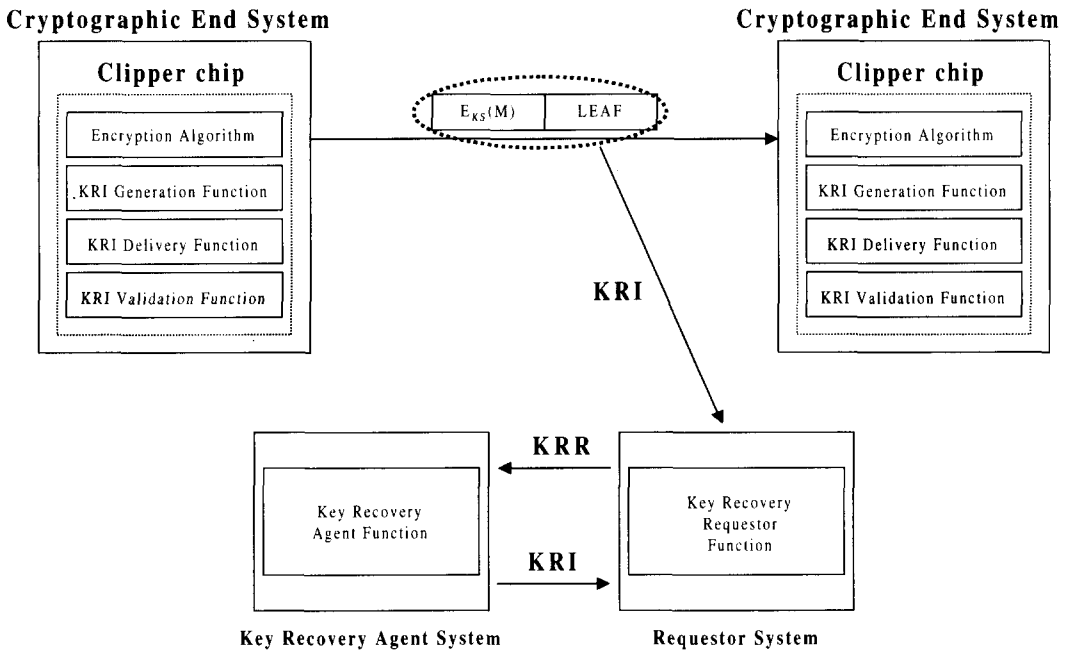 Cryptographic End System
Clipper chip
Encryption Algorithm
KRI Generation Function
KRI Delivery Function
KRI Validation Function
E_KS(M)
LEAF
Cryptographic End System
Clipper chip
Encryption Algorithm
KRI Generation Function
KRI Delivery Function
KRI Validation Function
KRI
KRR
KRI
Key Recovery
Agent Function
Key Recovery
Requestor
Function
Key Recovery Agent System
Requestor System